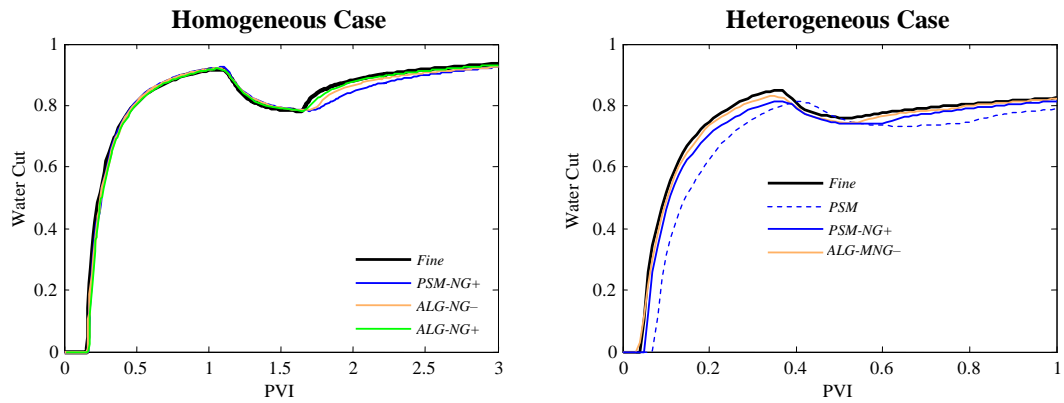 Homogeneous Case
1
0.8
0.6
0.4
0.2
0
Water Cut
0
0.5
1
1.5
2
2.5
3
PVI
Fine
PSM-NG+
ALG-NG−
ALG-NG+
Heterogeneous Case
1
0.8
0.6
0.4
0.2
0
Water Cut
0
0.2
0.4
0.6
0.8
1
PVI
Fine
PSM
PSM-NG+
ALG-MNG−